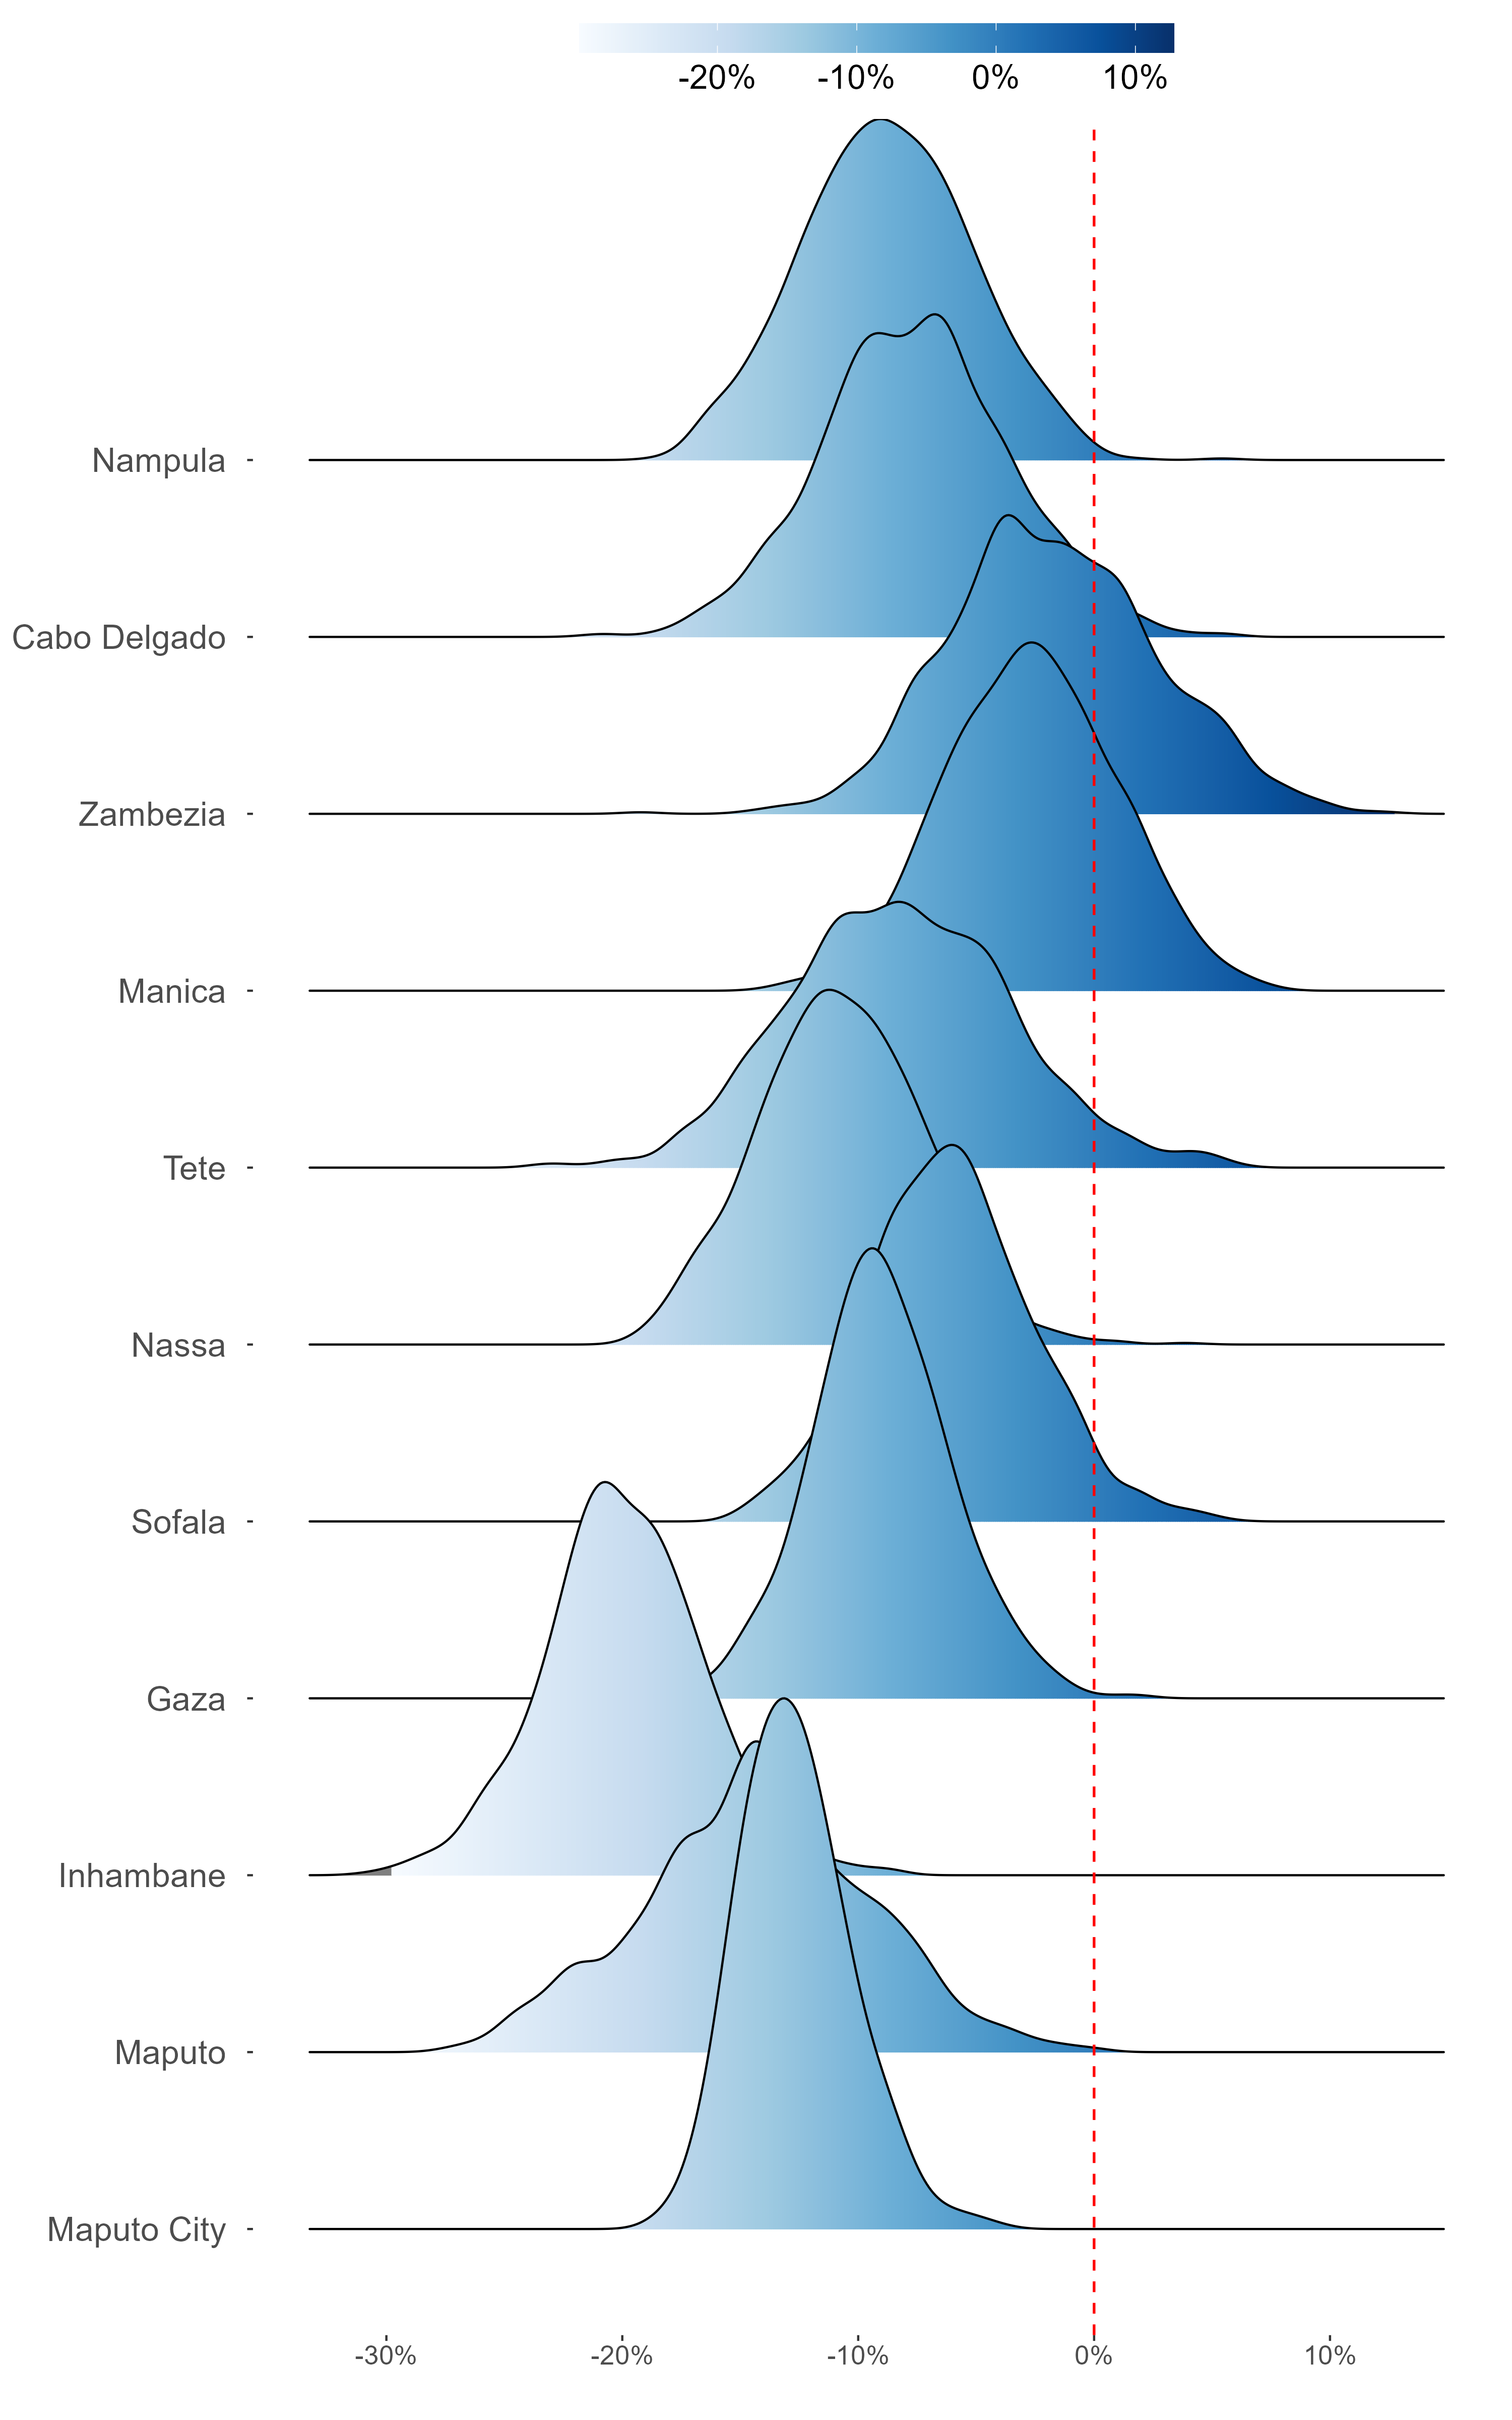 -20% -10% 0% 10%
Nampula
Cabo Delgado
Zambezia
Manica
Tete
Nassa
Sofala
Gaza
Inhambane
Maputo
Maputo City
-30% -20% -10% 0% 10%